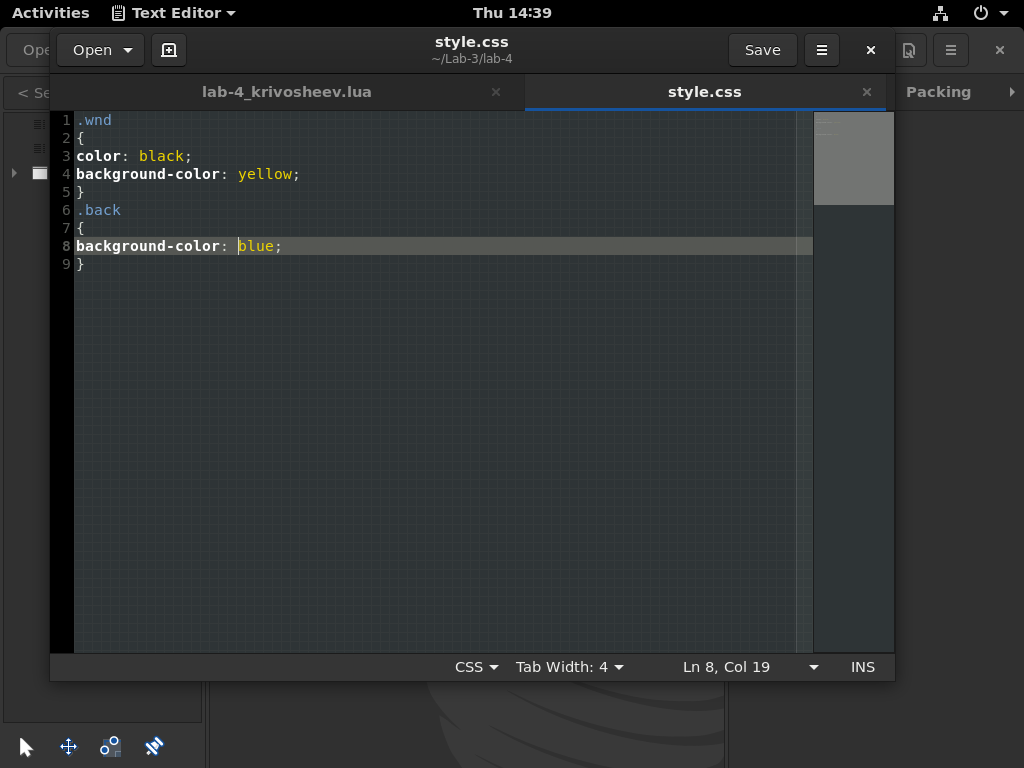 Activities Text Editor Thu 14:39
Ope
Open
style.css
~/Lab-3/lab-4
Save
< Se
lab-4_krivosheev.lua
style.css
Packing
1 .wnd
2 {
3 color: black;
4 background-color: yellow;
5 }
6 .back
7 {
8 background-color: blue;
9 }
CSS Tab Width: 4 Ln 8, Col 19 INS